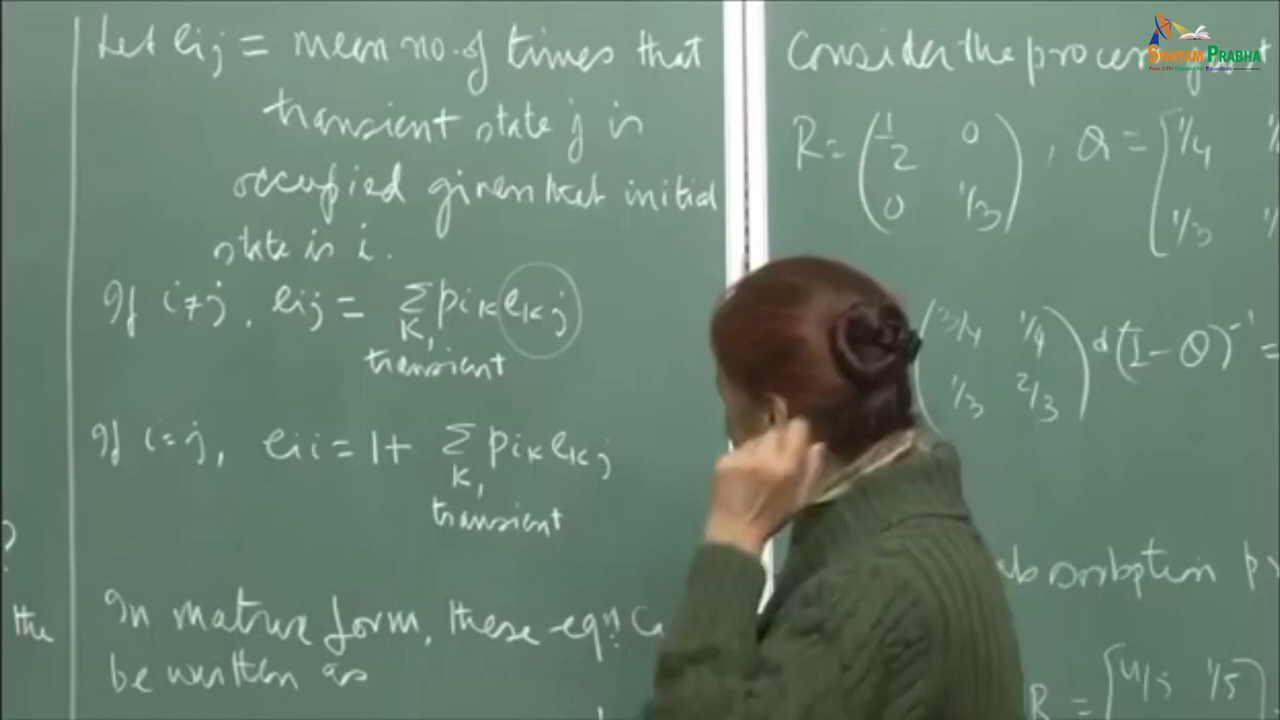 Let eij = mean no. of times that
transient state j is
occupied given that initial
state is i.
If i≠j, eij = Σ pik ekj
K,
transient
If i=j, eii = 1+ Σ pik ekj
K,
transient
In matrix form, these eqn.
be written as
?
the
Consider the process
R = (1/2 0
0 1/3) , Q = [1/4
1/3
(3/4 1/4
1/3 2/3) (I - Q)⁻¹ =
absorption
R = [4/5 1/5]
SWAYAM PRABHA